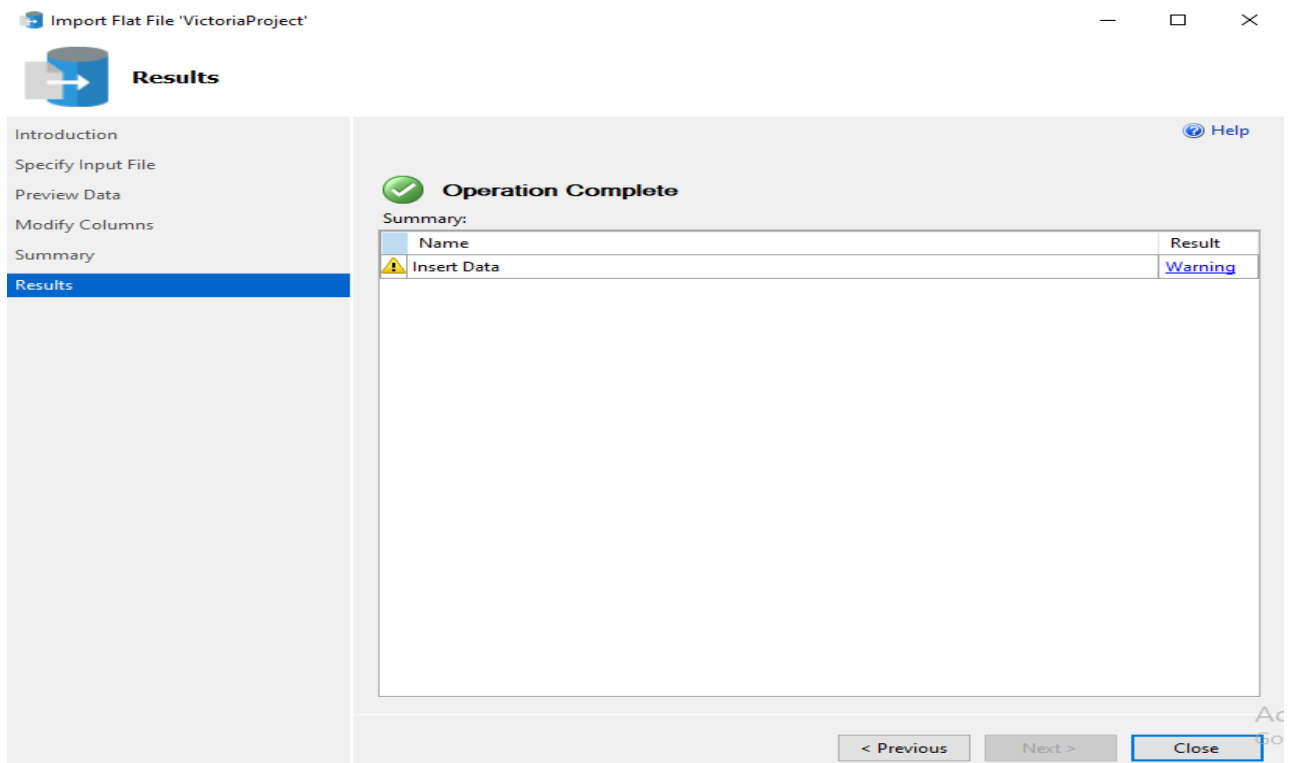 Import Flat File 'VictoriaProject'
Results
Introduction
Specify Input File
Preview Data
Modify Columns
Summary
Results
Help
Operation Complete
Summary:
Name Result
Insert Data Warning
< Previous Next > Close